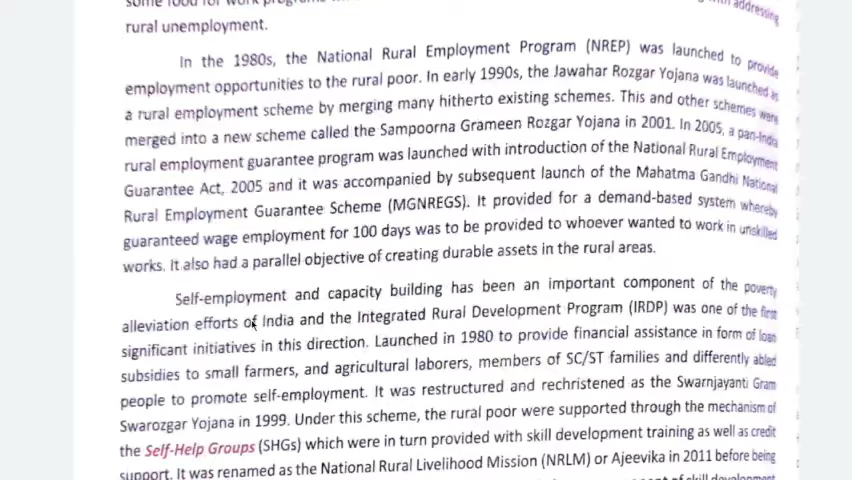 rural unemployment.
In the 1980s, the National Rural Employment Program (NREP) was launched to provide
employment opportunities to the rural poor. In early 1990s, the Jawahar Rozgar Yojana was launched as
a rural employment scheme by merging many hitherto existing schemes. This and other schemes were
merged into a new scheme called the Sampoorna Grameen Rozgar Yojana in 2001. In 2005, a pan-India
rural employment guarantee program was launched with introduction of the National Rural Employment
Guarantee Act, 2005 and it was accompanied by subsequent launch of the Mahatma Gandhi National
Rural Employment Guarantee Scheme (MGNREGS). It provided for a demand-based system whereby
guaranteed wage employment for 100 days was to be provided to whoever wanted to work in unskilled
works. It also had a parallel objective of creating durable assets in the rural areas.
Self-employment and capacity building has been an important component of the poverty
alleviation efforts of India and the Integrated Rural Development Program (IRDP) was one of the first
significant initiatives in this direction. Launched in 1980 to provide financial assistance in form of loan
subsidies to small farmers, and agricultural laborers, members of SC/ST families and differently abled
people to promote self-employment. It was restructured and rechristened as the Swarnjayanti Gram
Swarozgar Yojana in 1999. Under this scheme, the rural poor were supported through the mechanism of
the Self-Help Groups (SHGs) which were in turn provided with skill development training as well as credit
support. It was renamed as the National Rural Livelihood Mission (NRLM) or Ajeevika in 2011 before being